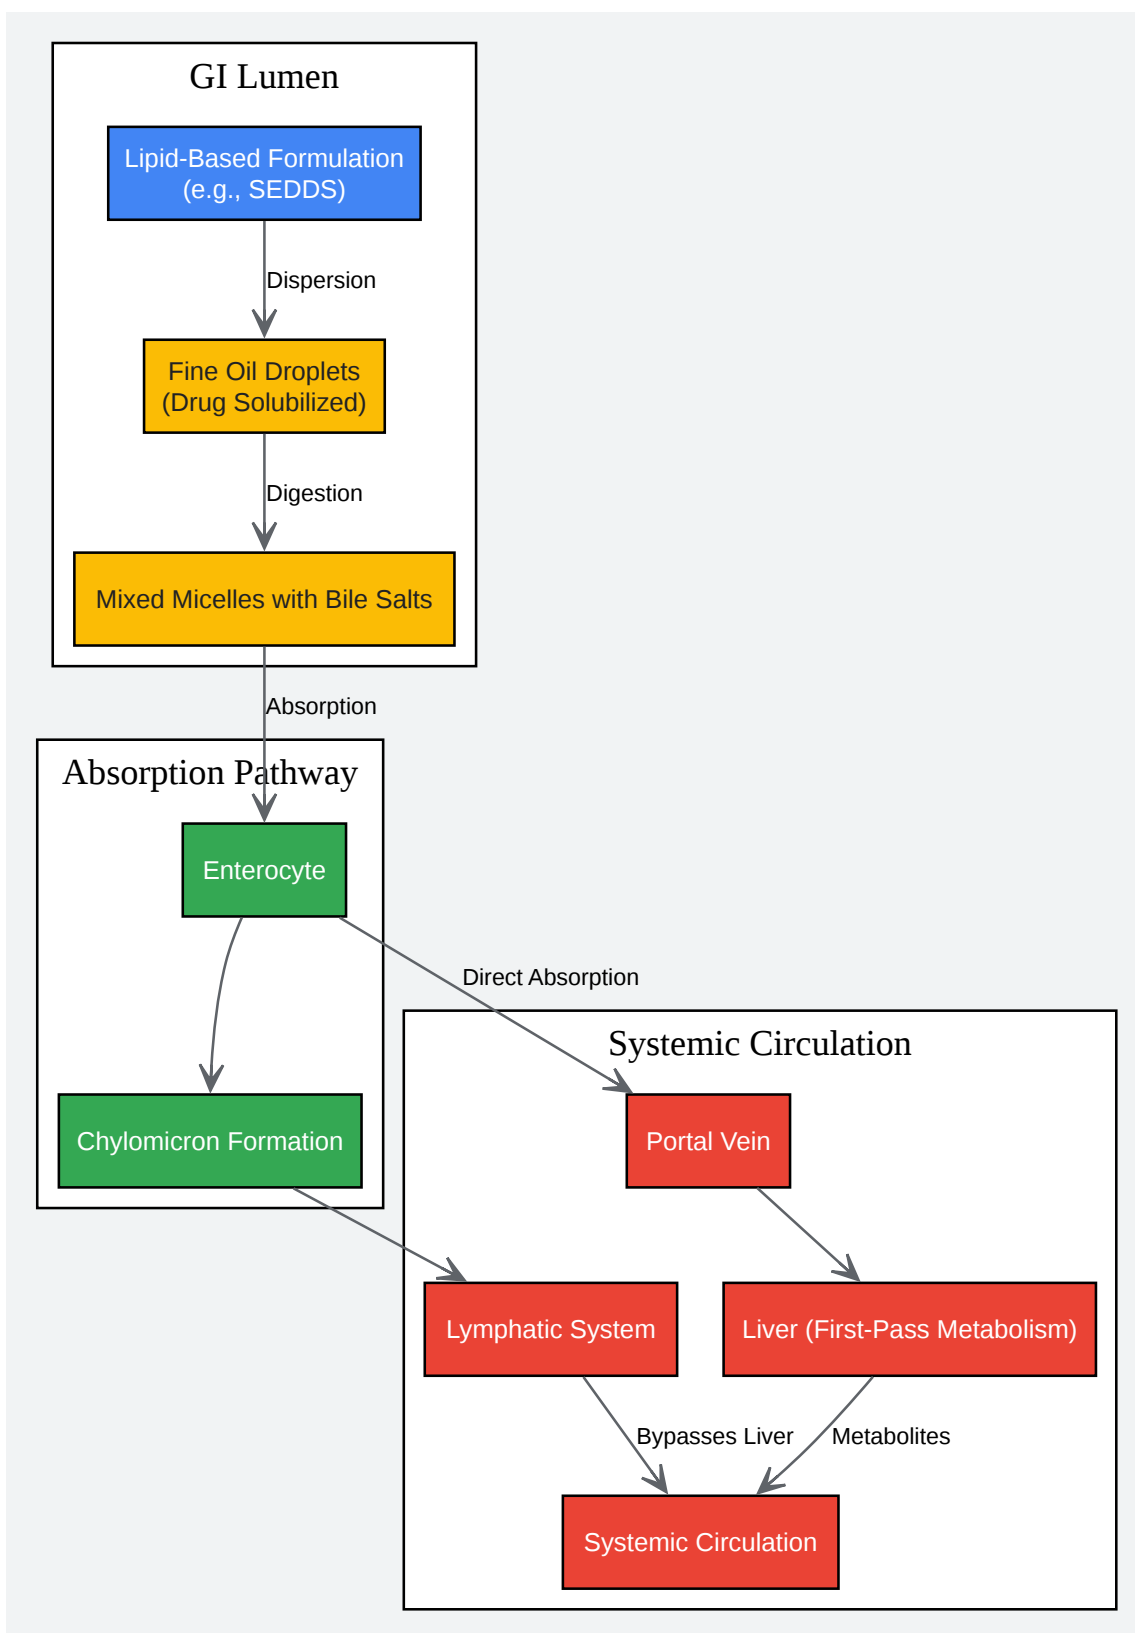 GI Lumen
Lipid-Based Formulation
(e.g., SEDDS)
Dispersion
Fine Oil Droplets
(Drug Solubilized)
Digestion
Mixed Micelles with Bile Salts
Absorption
Absorption Pathway
Enterocyte
Direct Absorption
Systemic Circulation
Chylomicron Formation
Portal Vein
Lymphatic System
Liver (First-Pass Metabolism)
Bypasses Liver
Metabolites
Systemic Circulation